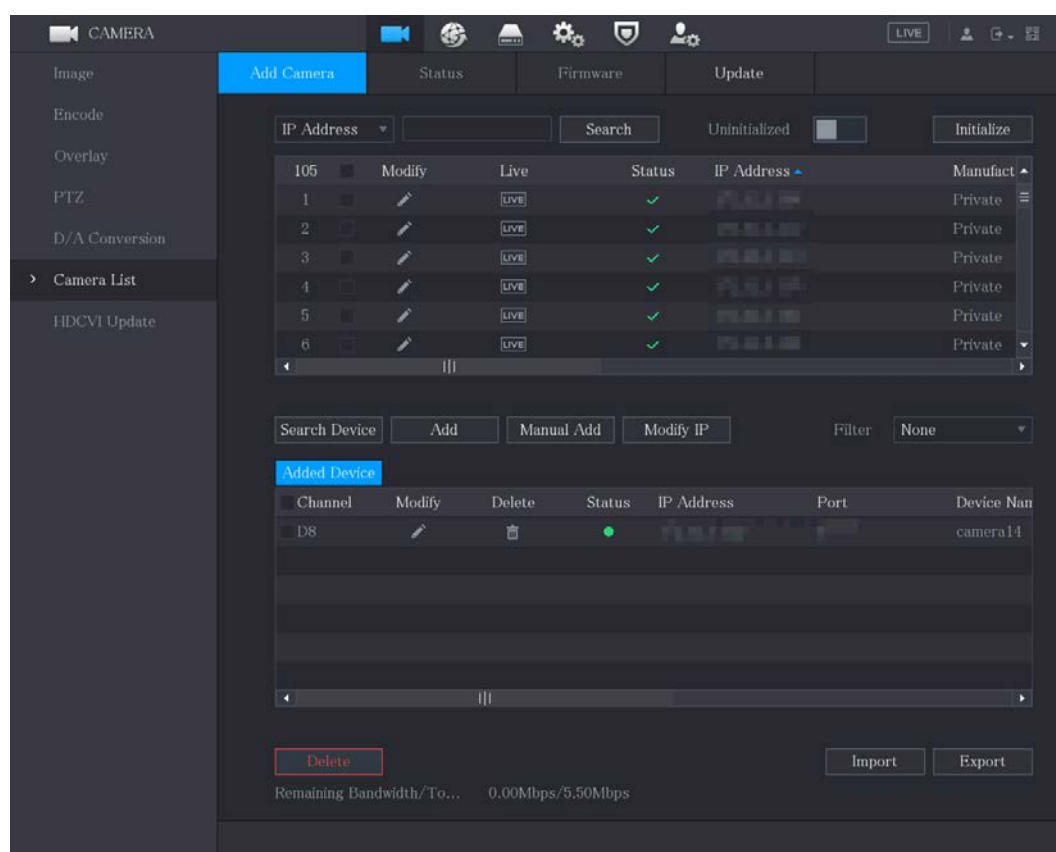 CAMERA LIVE
Image
Encode
Overlay
PTZ
D/A Conversion
Camera List
HDCVI Update
Add Camera Status Firmware Update
IP Address Search Uninitialized Initialize
105 Modify Live Status IP Address Manufact
1 LIVE Private
2 LIVE Private
3 LIVE Private
4 LIVE Private
5 LIVE Private
6 LIVE Private
Search Device Add Manual Add Modify IP Filter None
Added Device
Channel Modify Delete Status IP Address Port Device Nam
D8 camera14
Delete Import Export
Remaining Bandwidth/To... 0.00Mbps/5.50Mbps